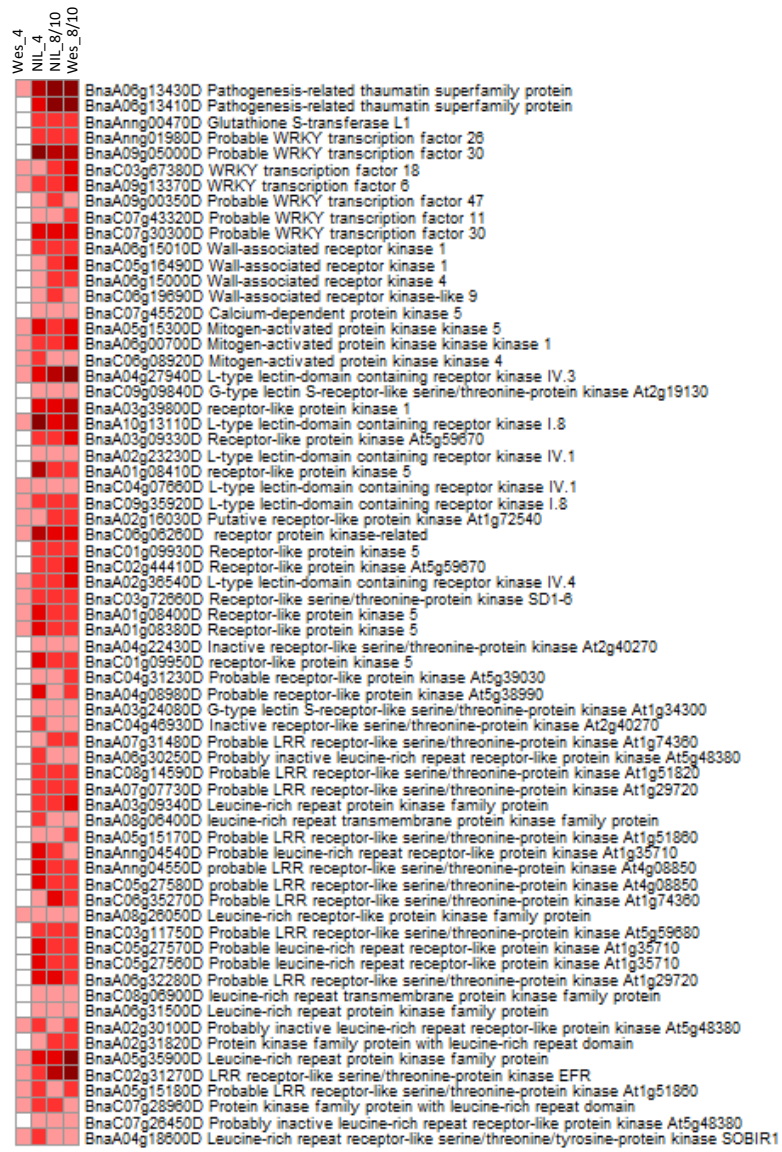 Wes_4
NIL_4
NIL_8/10
Wes_8/10
BnaA06g13430D Pathogenesis-related thaumatin superfamily protein
BnaA06g13410D Pathogenesis-related thaumatin superfamily protein
BnaAnng00470D Glutathione S-transferase L1
BnaAnng01980D Probable WRKY transcription factor 26
BnaA09g05000D Probable WRKY transcription factor 30
BnaC03g67380D WRKY transcription factor 18
BnaA09g13370D WRKY transcription factor 6
BnaA09g00350D Probable WRKY transcription factor 47
BnaC07g43320D Probable WRKY transcription factor 11
BnaC07g30300D Probable WRKY transcription factor 30
BnaA06g15010D Wall-associated receptor kinase 1
BnaC05g16490D Wall-associated receptor kinase 1
BnaA06g15000D Wall-associated receptor kinase 4
BnaC06g19690D Wall-associated receptor kinase-like 9
BnaC07g45520D Calcium-dependent protein kinase 5
BnaA05g15300D Mitogen-activated protein kinase kinase 5
BnaA06g00700D Mitogen-activated protein kinase kinase kinase 1
BnaC06g08920D Mitogen-activated protein kinase kinase 4
BnaA04g27940D L-type lectin-domain containing receptor kinase IV.3
BnaC09g09840D G-type lectin S-receptor-like serine/threonine-protein kinase At2g19130
BnaA03g39800D receptor-like protein kinase 1
BnaA10g13110D L-type lectin-domain containing receptor kinase I.8
BnaA03g09330D Receptor-like protein kinase At5g59670
BnaA02g23230D L-type lectin-domain containing receptor kinase IV.1
BnaA01g08410D receptor-like protein kinase 5
BnaC04g07660D L-type lectin-domain containing receptor kinase IV.1
BnaC09g35920D L-type lectin-domain containing receptor kinase I.8
BnaA02g16030D Putative receptor-like protein kinase At1g72540
BnaC06g06260D receptor protein kinase-related
BnaC01g09930D Receptor-like protein kinase 5
BnaC02g44410D Receptor-like protein kinase At5g59670
BnaA02g36540D L-type lectin-domain containing receptor kinase IV.4
BnaC03g72660D Receptor-like serine/threonine-protein kinase SD1-6
BnaA01g08400D Receptor-like protein kinase 5
BnaA01g08380D Receptor-like protein kinase 5
BnaA04g22430D Inactive receptor-like serine/threonine-protein kinase At2g40270
BnaC01g09950D receptor-like protein kinase 5
BnaC04g31230D Probable receptor-like protein kinase At5g39030
BnaA04g08980D Probable receptor-like protein kinase At5g38990
BnaA03g24080D G-type lectin S-receptor-like serine/threonine-protein kinase At1g34300
BnaC04g46930D Inactive receptor-like serine/threonine-protein kinase At2g40270
BnaA07g31480D Probable LRR receptor-like serine/threonine-protein kinase At1g74360
BnaA06g30250D Probably inactive leucine-rich repeat receptor-like protein kinase At5g48380
BnaC08g14590D Probable LRR receptor-like serine/threonine-protein kinase At1g51820
BnaA07g07730D Probable LRR receptor-like serine/threonine-protein kinase At1g29720
BnaA03g09340D Leucine-rich repeat protein kinase family protein
BnaA08g06400D leucine-rich repeat transmembrane protein kinase family protein
BnaA05g15170D Probable LRR receptor-like serine/threonine-protein kinase At1g51860
BnaAnng04540D Probable leucine-rich repeat receptor-like protein kinase At1g35710
BnaAnng04550D probable LRR receptor-like serine/threonine-protein kinase At4g08850
BnaC05g27580D probable LRR receptor-like serine/threonine-protein kinase At4g08850
BnaC06g35270D Probable LRR receptor-like serine/threonine-protein kinase At1g74360
BnaA08g26050D Leucine-rich receptor-like protein kinase family protein
BnaC03g11750D Probable LRR receptor-like serine/threonine-protein kinase At5g59680
BnaC05g27570D Probable leucine-rich repeat receptor-like protein kinase At1g35710
BnaC05g27560D Probable leucine-rich repeat receptor-like protein kinase At1g35710
BnaA06g32280D Probable LRR receptor-like serine/threonine-protein kinase At1g29720
BnaC08g06900D leucine-rich repeat transmembrane protein kinase family protein
BnaA06g31500D Leucine-rich repeat protein kinase family protein
BnaA02g30100D Probably inactive leucine-rich repeat receptor-like protein kinase At5g48380
BnaA02g31820D Protein kinase family protein with leucine-rich repeat domain
BnaA05g35900D Leucine-rich repeat protein kinase family protein
BnaC02g31270D LRR receptor-like serine/threonine-protein kinase EFR
BnaA05g15180D Probable LRR receptor-like serine/threonine-protein kinase At1g51860
BnaC07g28960D Protein kinase family protein with leucine-rich repeat domain
BnaC07g26450D Probably inactive leucine-rich repeat receptor-like protein kinase At5g48380
BnaA04g18600D Leucine-rich repeat receptor-like serine/threonine/tyrosine-protein kinase SOBIR1